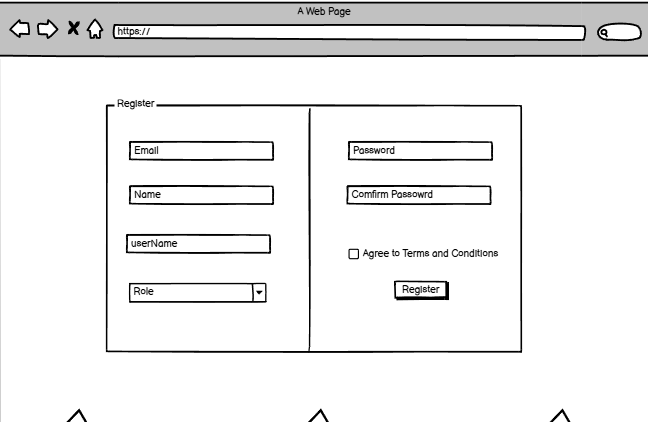 A Web Page
https://
Register
Email
Name
userName
Role
Password
Comfirm Passowrd
Agree to Terms and Conditions
Register